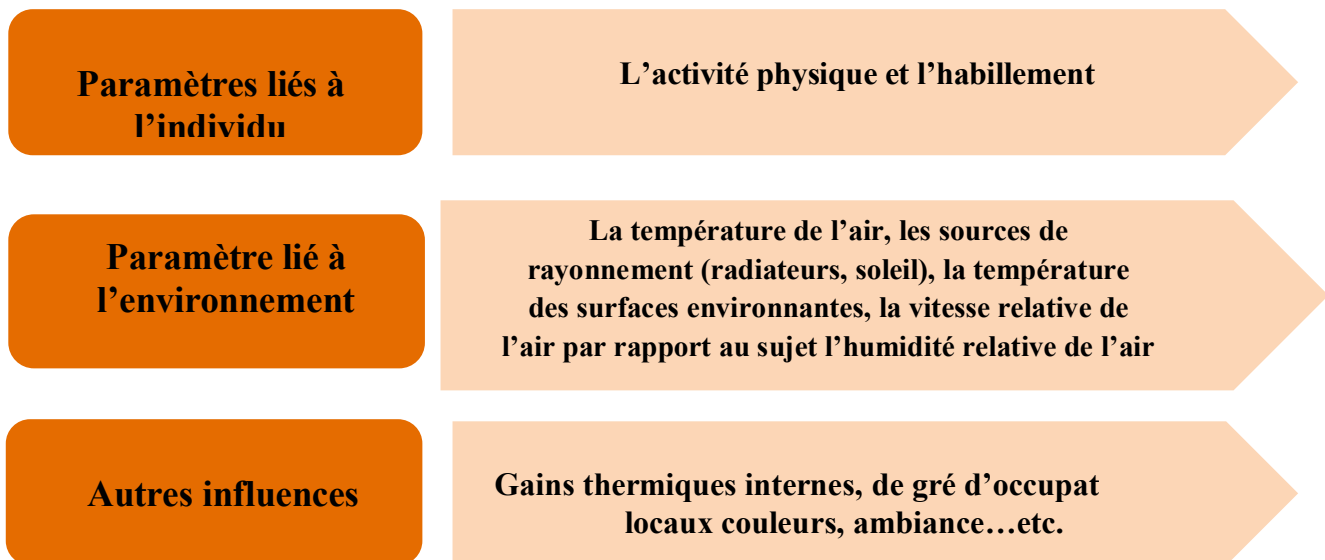 Paramètres liés à
l'individu
L'activité physique et l'habillement
Paramètre lié à
l'environnement
La température de l'air, les sources de
rayonnement (radiateurs, soleil), la température
des surfaces environnantes, la vitesse relative de
l'air par rapport au sujet l'humidité relative de l'air
Autres influences
Gains thermiques internes, de gré d'occupat
locaux couleurs, ambiance…etc.